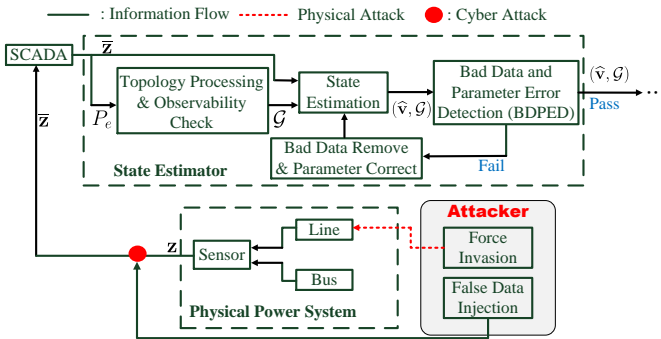 : Information Flow
: Physical Attack
: Cyber Attack
SCADA
z̅
z̅
P_e
Topology Processing
& Observability
Check
𝒢
State
Estimation
(v̂, 𝒢)
Bad Data and
Parameter Error
Detection (BDPED)
(v̂, 𝒢)
Pass
..
Fail
Bad Data Remove
& Parameter Correct
State Estimator
z
Sensor
Line
Bus
Physical Power System
Attacker
Force
Invasion
False Data
Injection